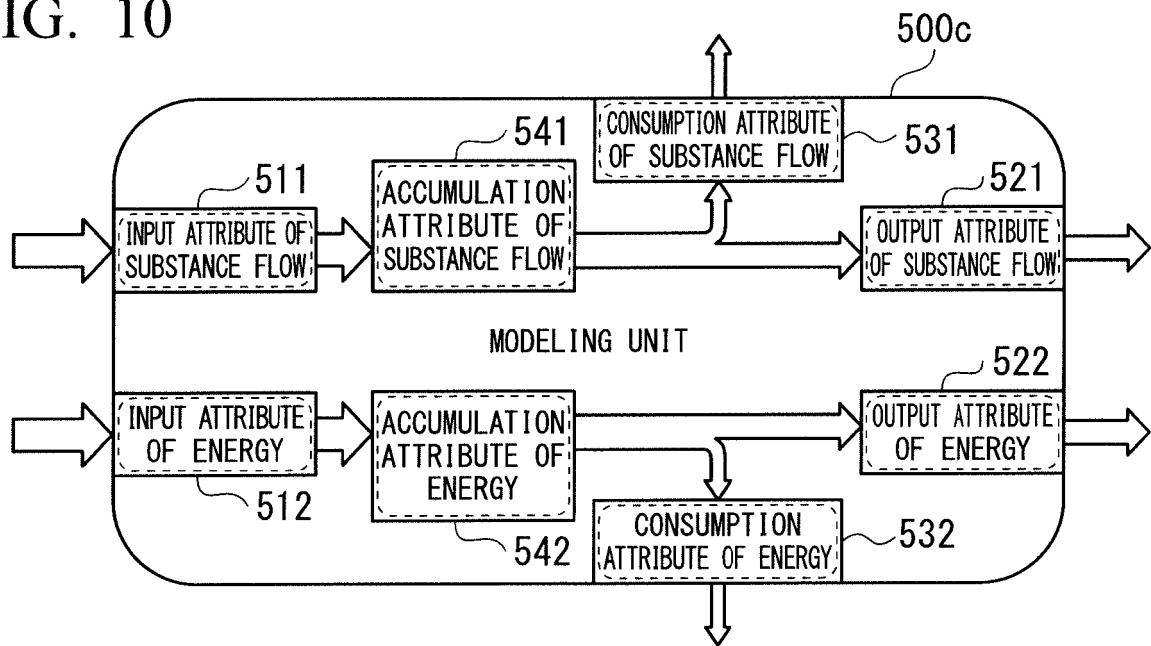 IG. 10
500c
CONSUMPTION ATTRIBUTE
OF SUBSTANCE FLOW
531
541
ACCUMULATION
ATTRIBUTE OF
SUBSTANCE FLOW
511
INPUT ATTRIBUTE OF
SUBSTANCE FLOW
521
OUTPUT ATTRIBUTE
OF SUBSTANCE FLOW
MODELING UNIT
522
INPUT ATTRIBUTE
OF ENERGY
512
ACCUMULATION
ATTRIBUTE OF
ENERGY
542
OUTPUT ATTRIBUTE
OF ENERGY
CONSUMPTION
ATTRIBUTE OF ENERGY
532